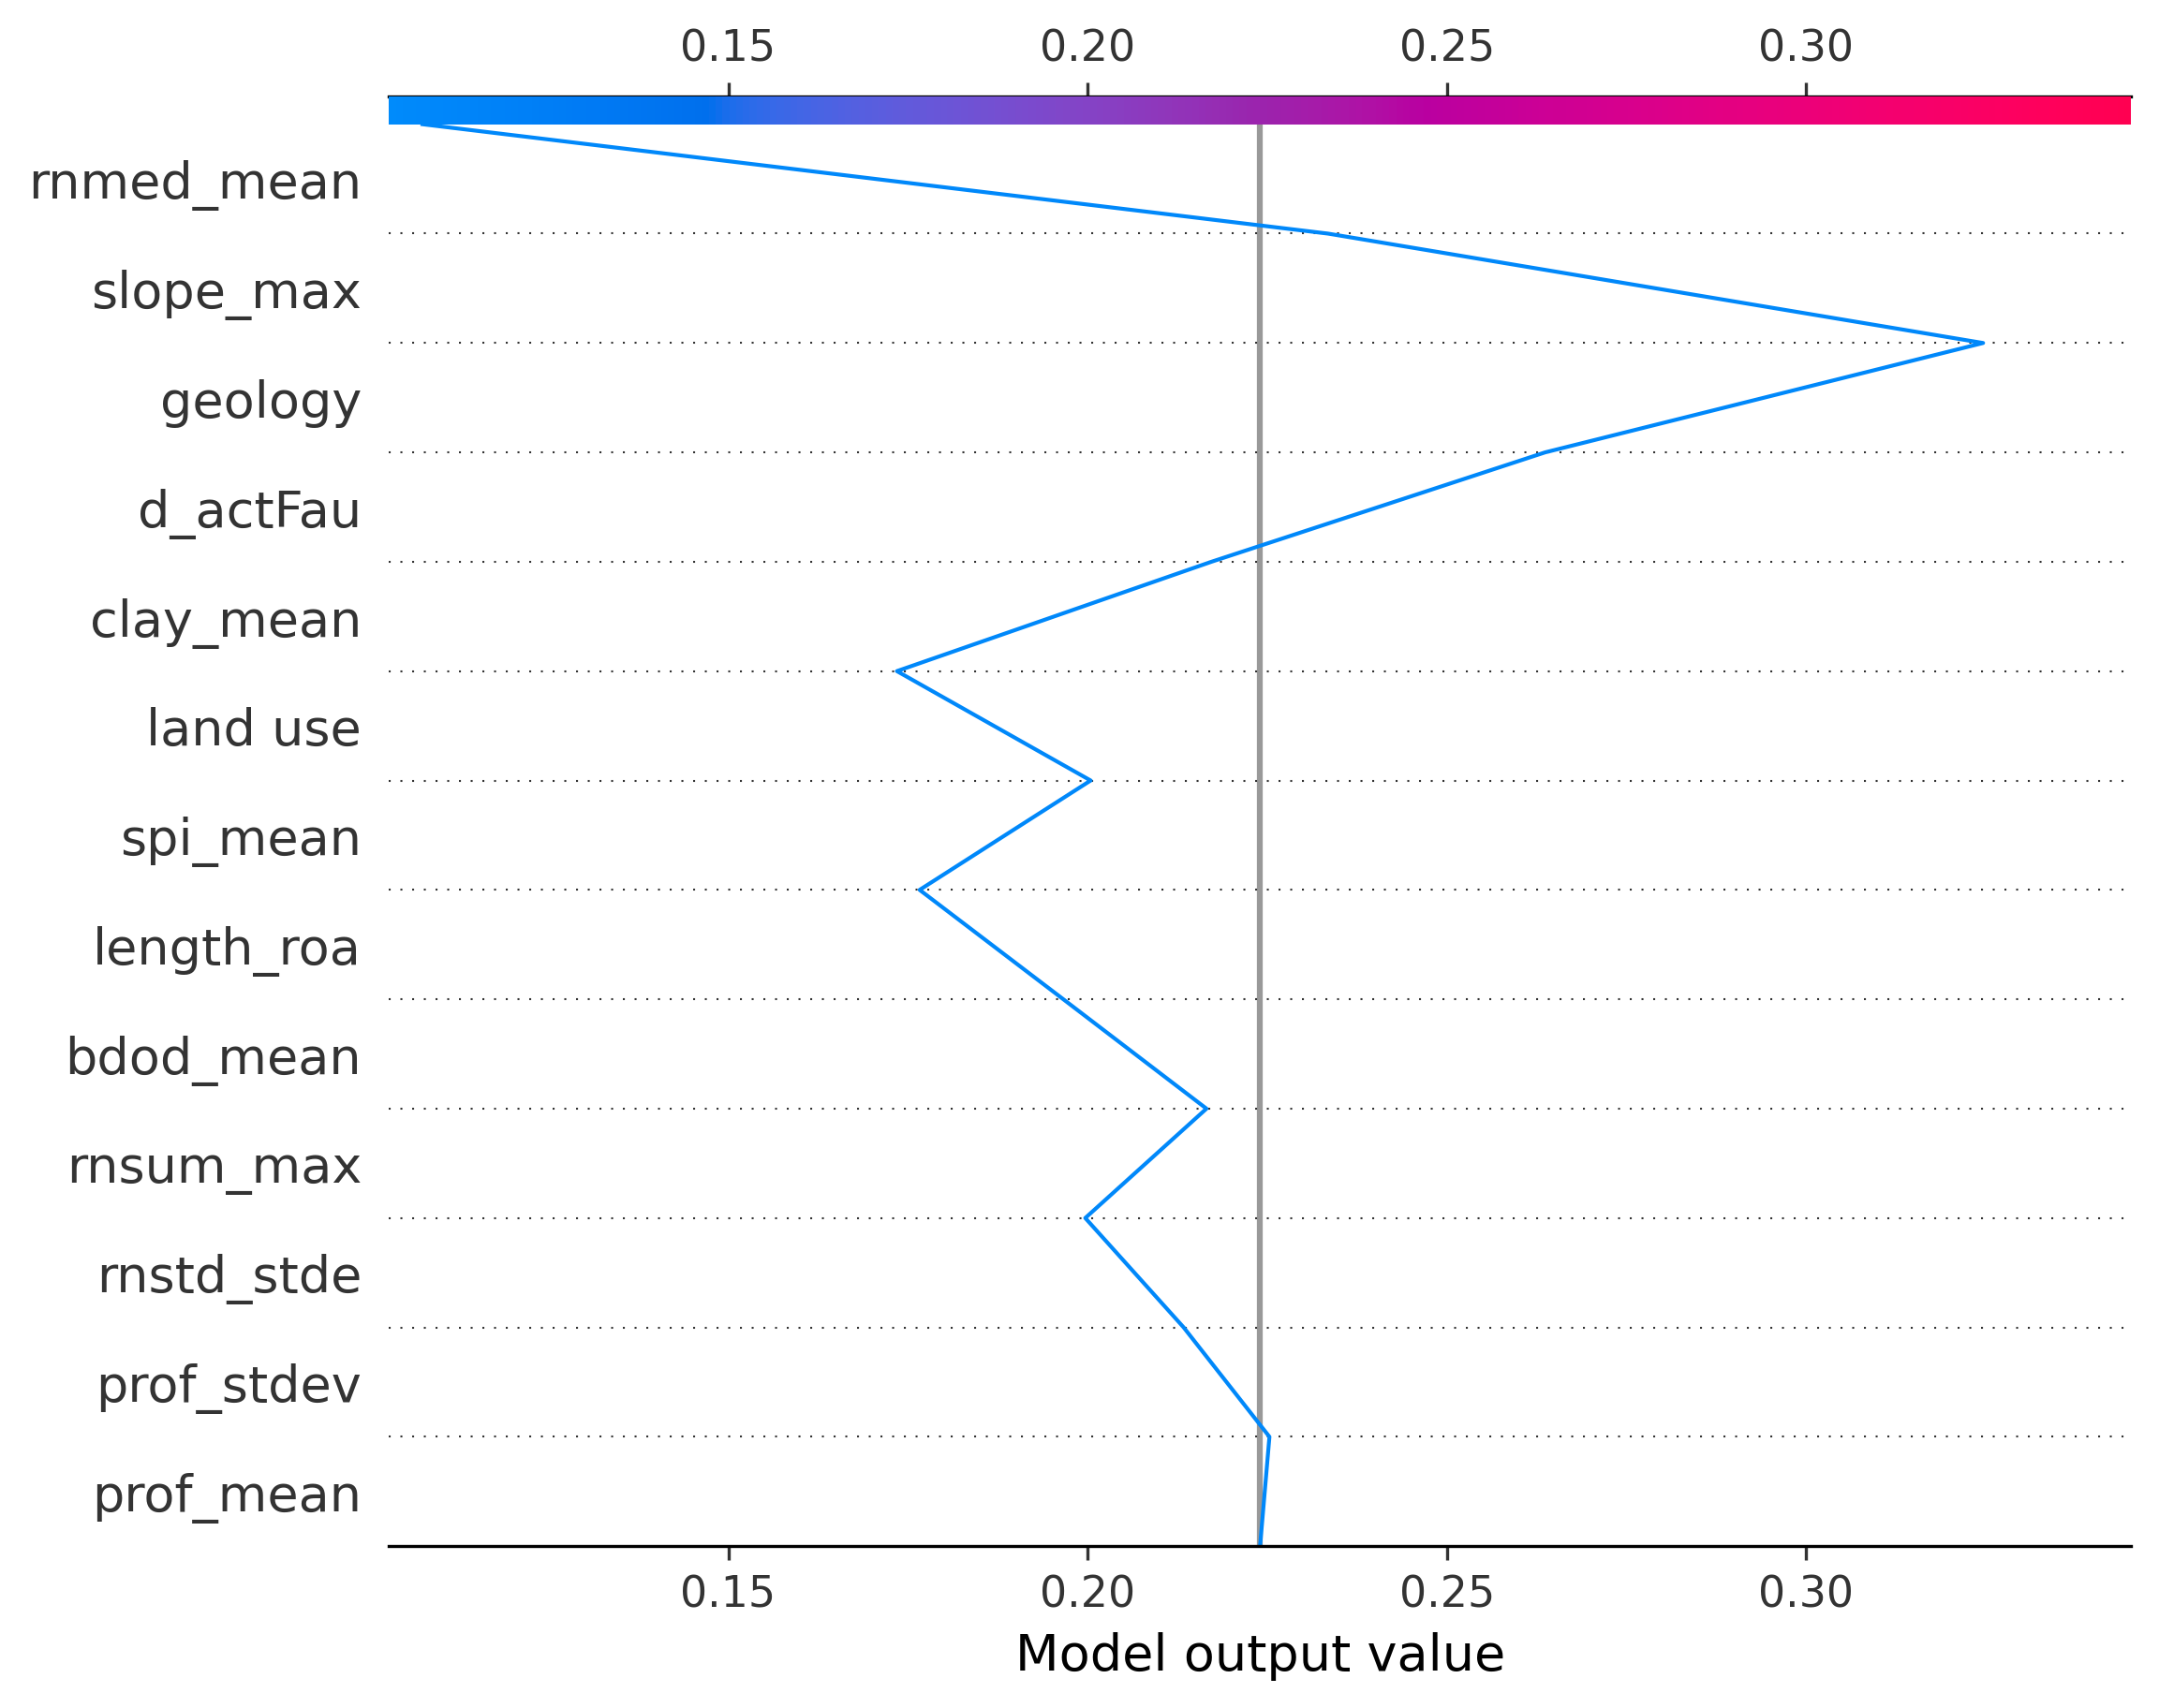 0.15 0.20 0.25 0.30
rnmed_mean
slope_max
geology
d_actFau
clay_mean
land use
spi_mean
length_roa
bdod_mean
rnsum_max
rnstd_stde
prof_stdev
prof_mean
0.15 0.20 0.25 0.30
Model output value